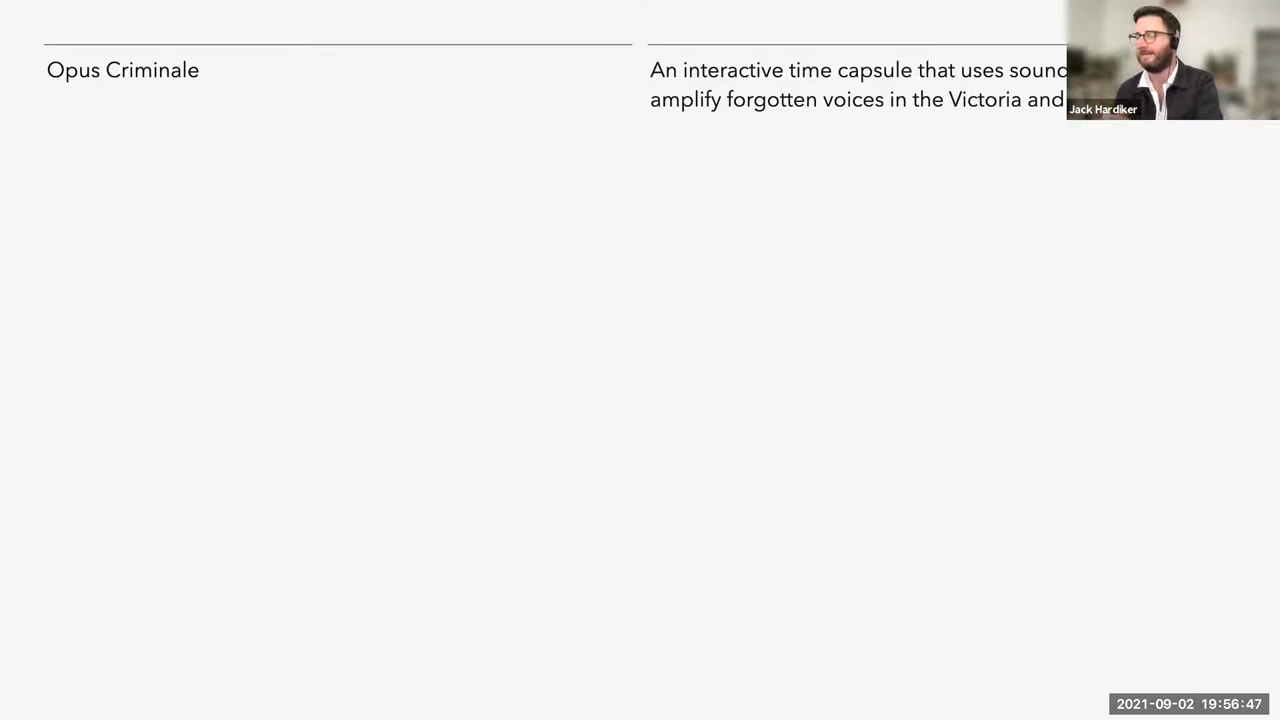 Opus Criminale
An interactive time capsule that uses sound
amplify forgotten voices in the Victoria and
Jack Hardiker
2021-09-02 19:56:47